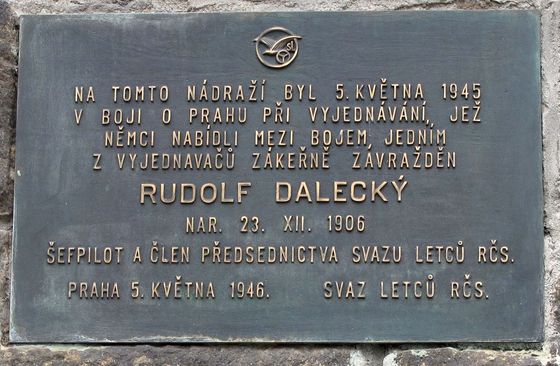 NA TOMTO NÁDRAŽÍ BYL 5. KVĚTNA 1945
V BOJI O PRAHU PŘI VYJEDNÁVÁNÍ, JEŽ
NĚMCI NABÍDLI MEZI BOJEM, JEDNÍM
Z VYJEDNAVAČŮ ZÁKEŘNĚ ZAVRAŽDĚN
RUDOLF DALECKÝ
NAR. 23. XII. 1906
ŠEFPILOT A ČLEN PŘEDSEDNICTVA SVAZU LETCŮ RČS.
PRAHA 5. KVĚTNA 1946. SVAZ LETCŮ RČS.